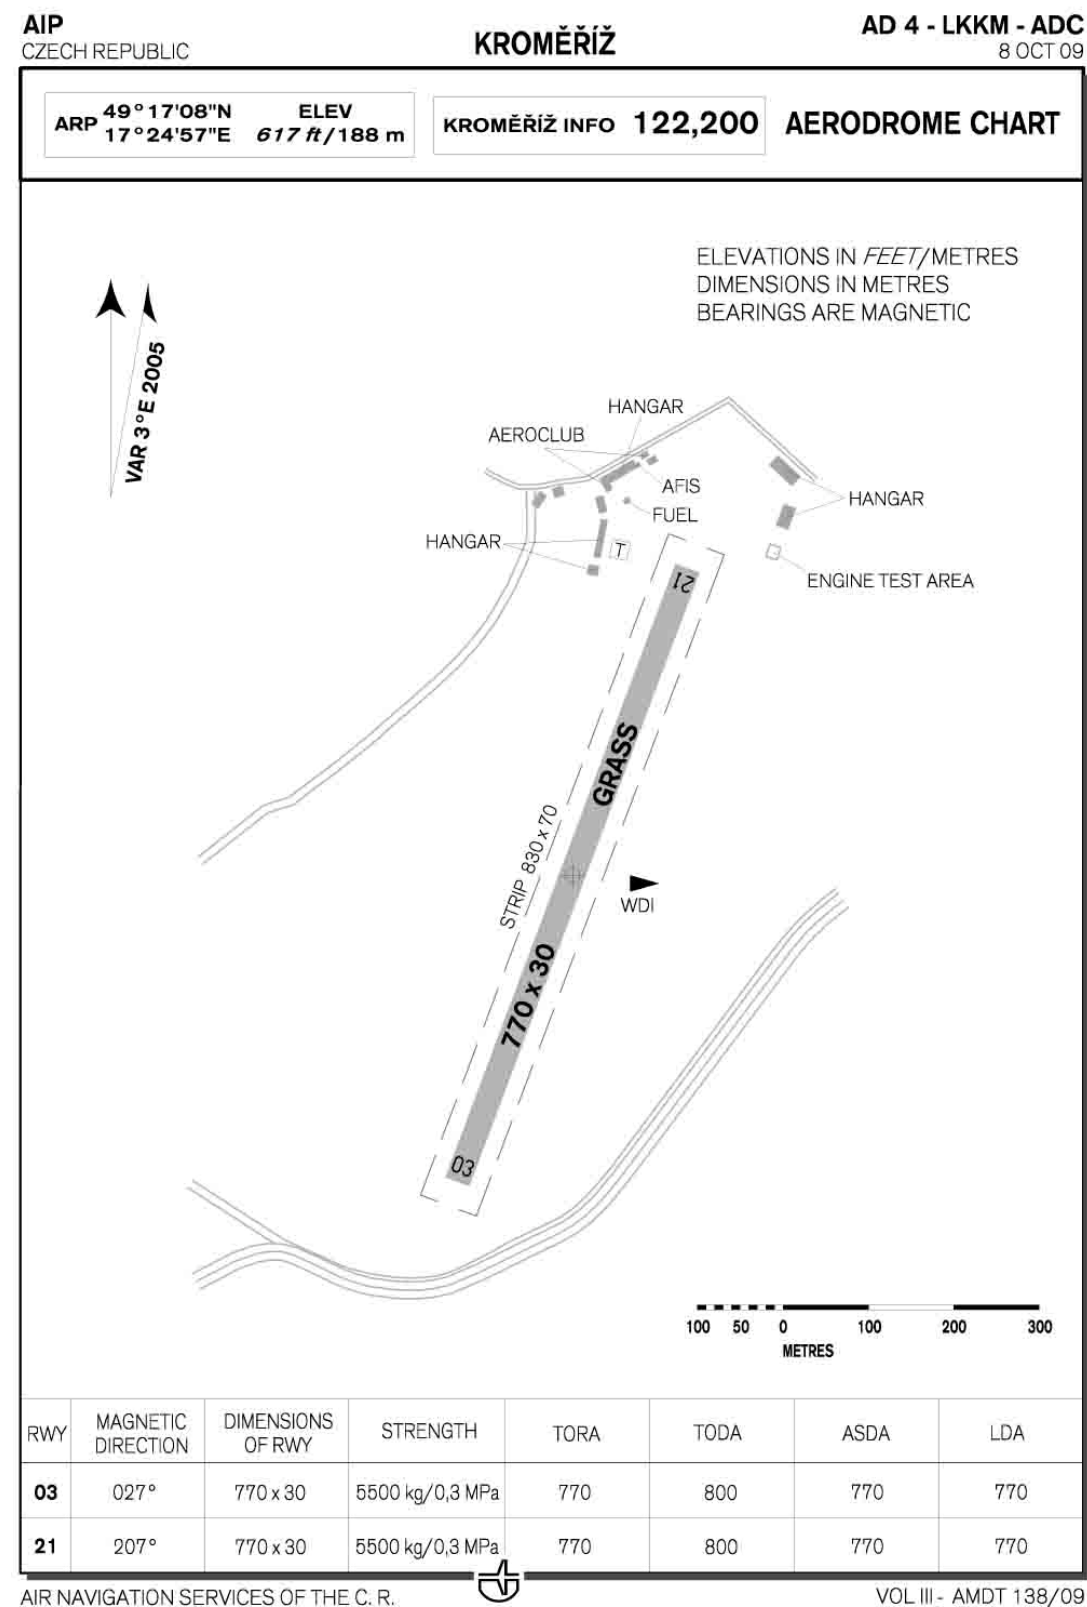 AIP
CZECH REPUBLIC
KROMĚŘÍŽ
AD 4 - LKKM - ADC
8 OCT 09
ARP 49°17'08"N
17°24'57"E
ELEV
617 ft/188 m
KROMĚŘÍŽ INFO 122,200
AERODROME CHART
ELEVATIONS IN FEET/METRES
DIMENSIONS IN METRES
BEARINGS ARE MAGNETIC
VAR 3°E 2005
HANGAR
AEROCLUB
AFIS
HANGAR
FUEL
HANGAR
T
ENGINE TEST AREA
21
GRASS
STRIP 830 x 70
WDI
770 x 30
03
100 50 0 100 200 300
METRES
RWY MAGNETIC DIRECTION DIMENSIONS OF RWY STRENGTH TORA TODA ASDA LDA
03 027° 770 x 30 5500 kg/0,3 MPa 770 800 770 770
21 207° 770 x 30 5500 kg/0,3 MPa 770 800 770 770
AIR NAVIGATION SERVICES OF THE C. R.
VOL III - AMDT 138/09